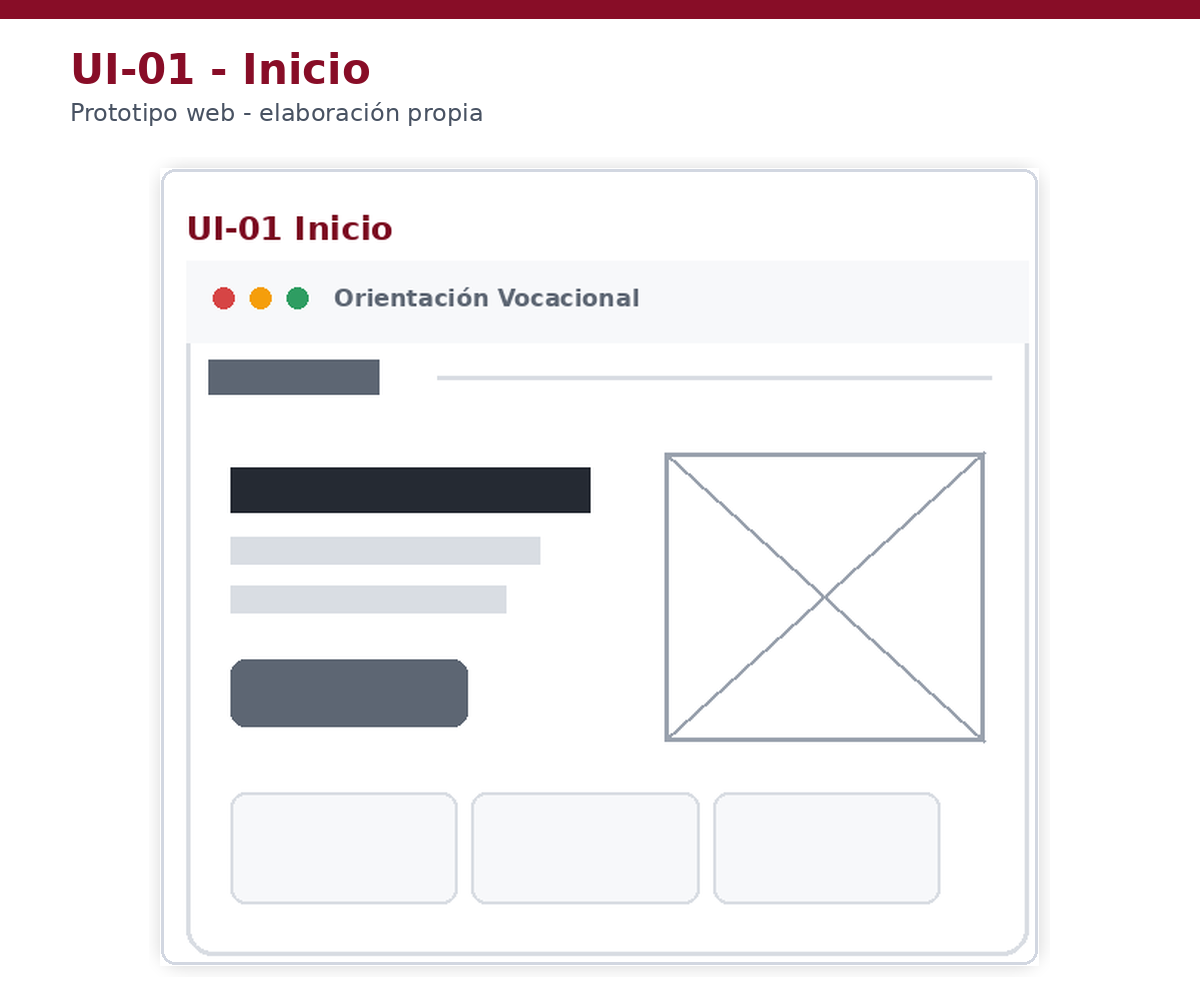 UI-01 - Inicio
Prototipo web - elaboración propia
UI-01 Inicio
Orientación Vocacional